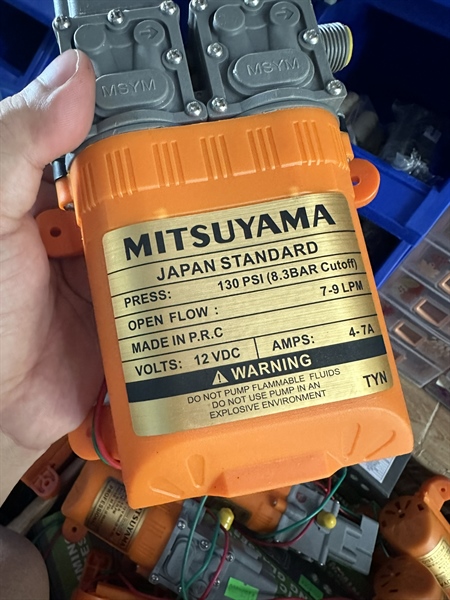 MSYM
MSYM
MITSUYAMA
JAPAN STANDARD
PRESS: 130 PSI (8.3BAR Cutoff)
OPEN FLOW : 7-9 LPM
MADE IN P.R.C
VOLTS: 12 VDC AMPS: 4-7A
WARNING
DO NOT PUMP FLAMMABLE FLUIDS
DO NOT USE PUMP IN AN
EXPLOSIVE ENVIRONMENT
TYN